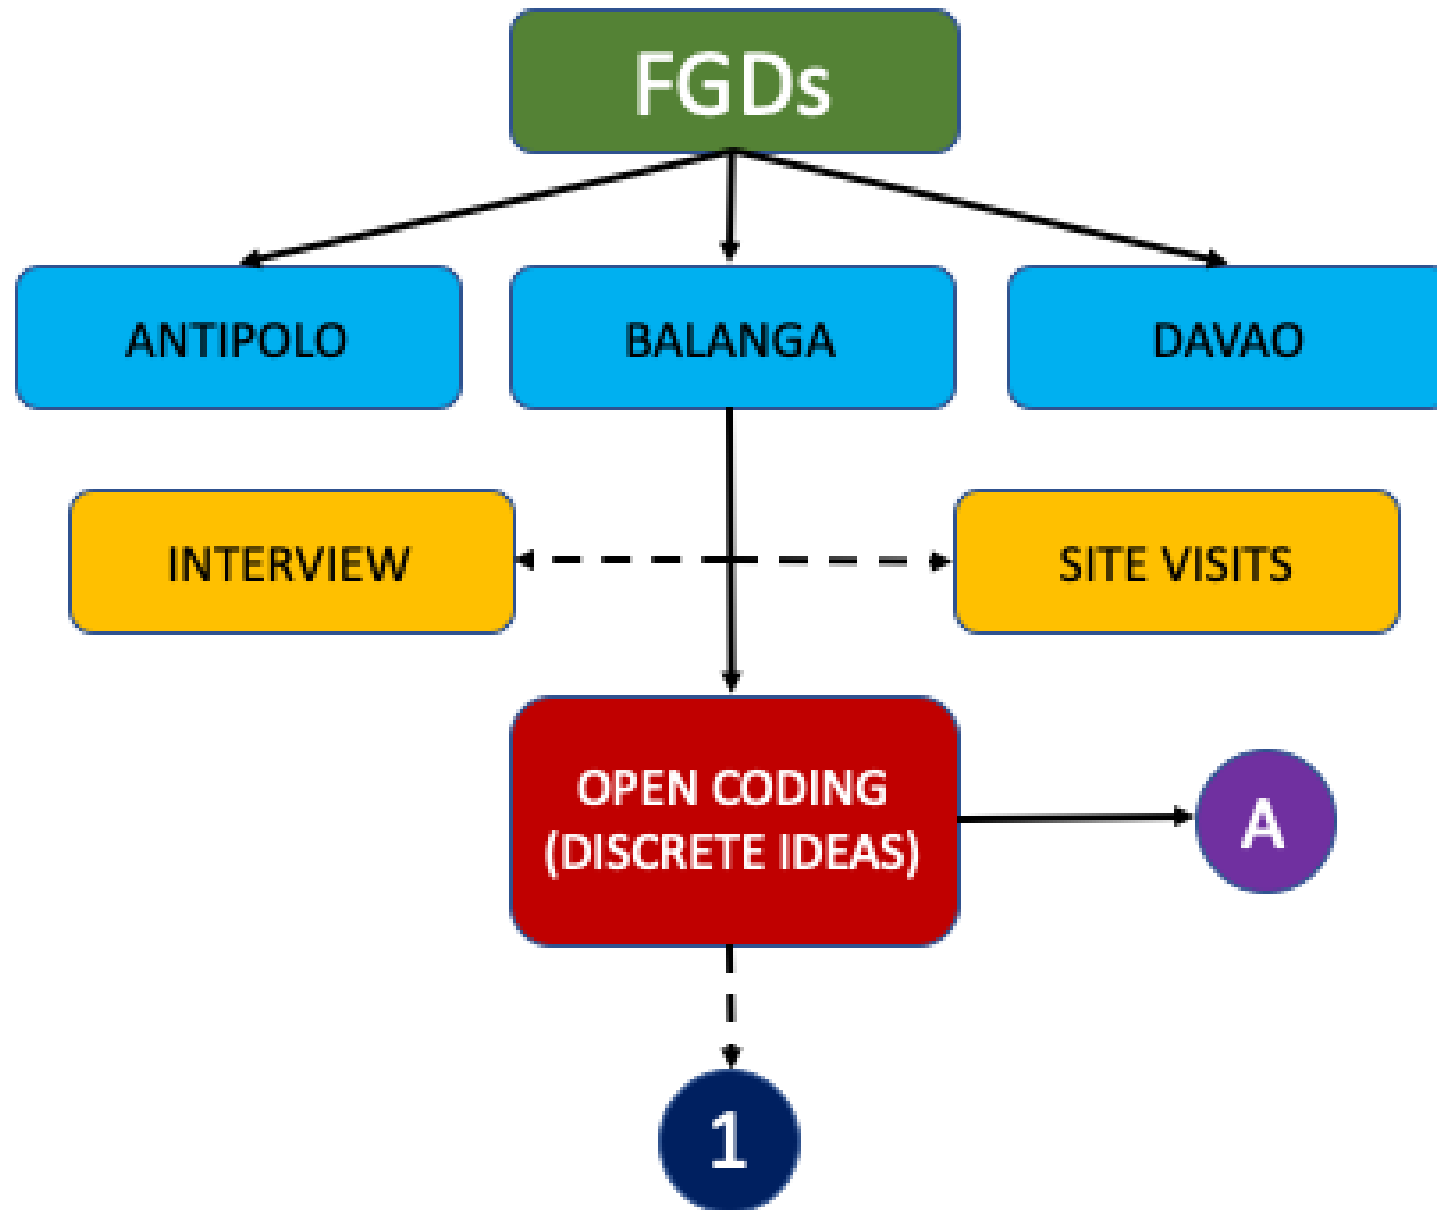 FGDs
ANTIPOLO
BALANGA
DAVAO
INTERVIEW
SITE VISITS
OPEN CODING
(DISCRETE IDEAS)
A
1